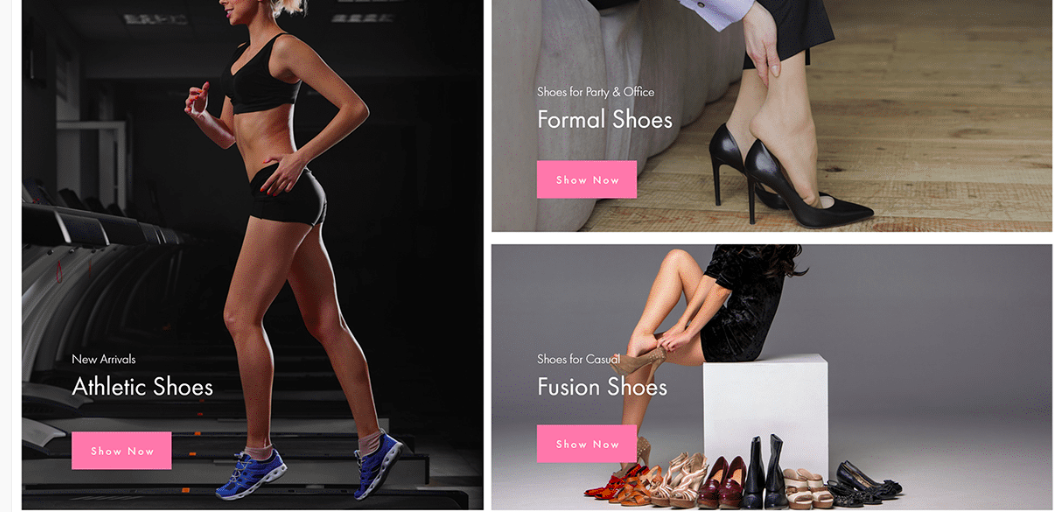 New Arrivals
Athletic Shoes
Show Now
Shoes for Party & Office
Formal Shoes
Show Now
Shoes for Casual
Fusion Shoes
Show Now